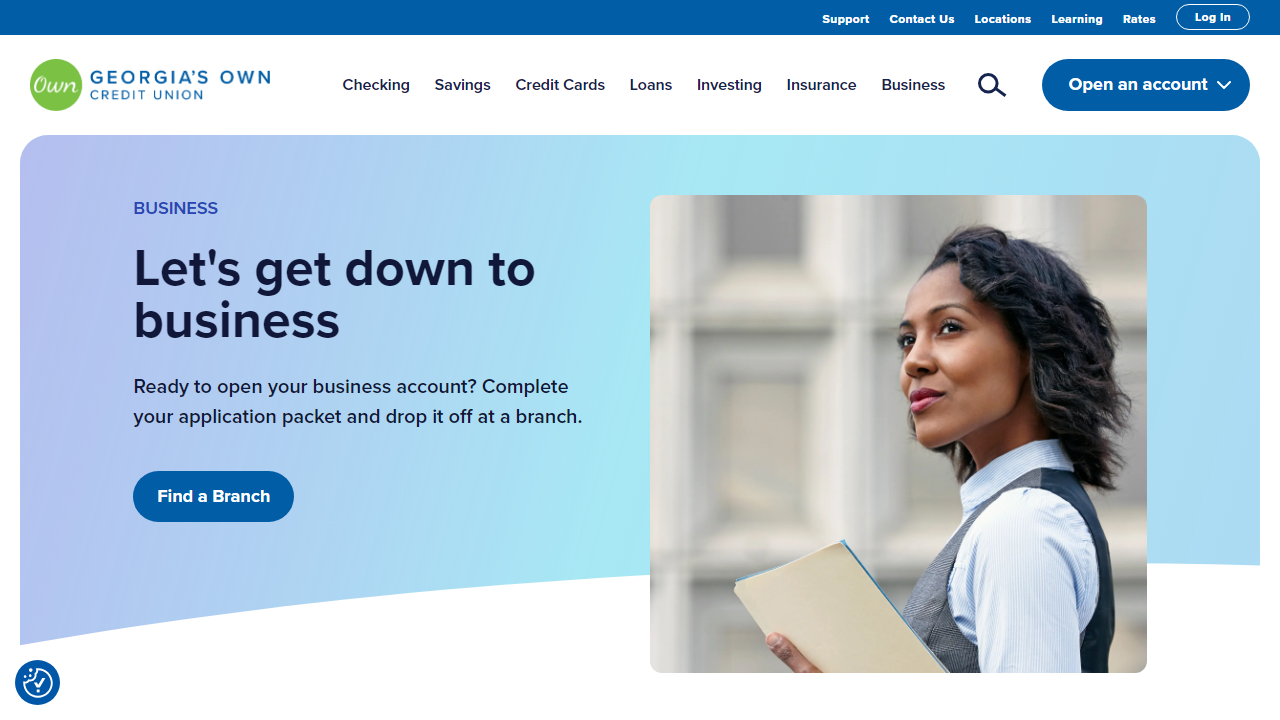 Support Contact Us Locations Learning Rates Log In
Own GEORGIA'S OWN
CREDIT UNION
Checking Savings Credit Cards Loans Investing Insurance Business Open an account
BUSINESS
Let's get down to
business
Ready to open your business account? Complete
your application packet and drop it off at a branch.
Find a Branch